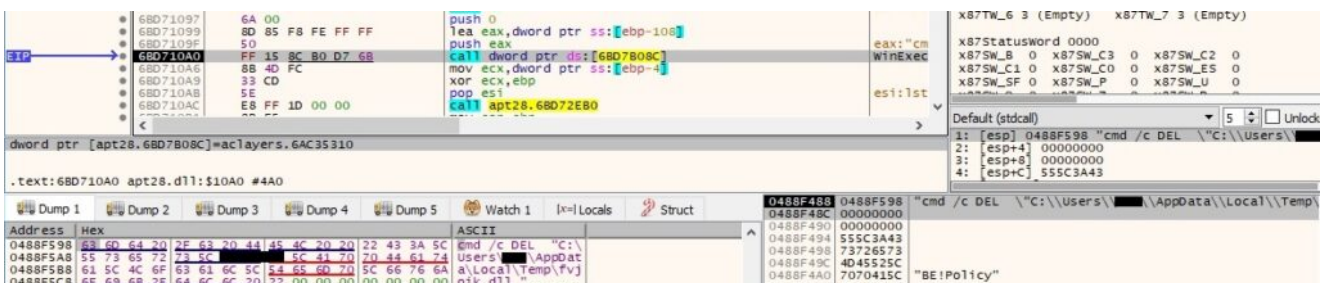 68D71097 6A 00 push 0
68D71099 8D 85 F8 FE FF FF lea eax,dword ptr ss:[ebp-108]
68D7109F 50 push eax eax:"cm
EIP 68D710A0 FF 15 8C B0 D7 6B call dword ptr ds:[6BD7B08C] WinExec
68D710A6 8B 4D FC mov ecx,dword ptr ss:[ebp-4]
68D710A9 33 CD xor ecx,ebp
68D710AB 5E pop esi esi:lst
68D710AC E8 FF 1D 00 00 call apt28.6BD72EB0
dword ptr [apt28.6BD7B08C]=aclayers.6AC35310
.text:6BD710A0 apt28.dll:$10A0 #4A0
x87TW_6 3 (Empty) x87TW_7 3 (Empty)
x87StatusWord 0000
x87SW_B 0 x87SW_C3 0 x87SW_C2 0
x87SW_C1 0 x87SW_C0 0 x87SW_ES 0
x87SW_SF 0 x87SW_P 0 x87SW_U 0
Default (stdcall) 5 Unlock
1: [esp] 0488F598 "cmd /c DEL \"C:\\Users\\
2: [esp+4] 00000000
3: [esp+8] 00000000
4: [esp+C] 555C3A43
Dump 1 Dump 2 Dump 3 Dump 4 Dump 5 Watch 1 [x=] Locals Struct
Address Hex ASCII
0488F598 63 6D 64 20 2F 63 20 44 45 4C 20 20 22 43 3A 5C cmd /c DEL "C:\
0488F5A8 55 73 65 72 73 5C 5C 41 70 70 44 61 74 Users\ \AppDat
0488F5B8 61 5C 4C 6F 63 61 6C 5C 54 65 6D 70 5C 66 76 6A a\Local\Temp\fvj
0488F488 0488F598 "cmd /c DEL \"C:\\Users\\ \\AppData\\Local\\Temp\
0488F48C 00000000
0488F490 00000000
0488F494 555C3A43
0488F498 73726573
0488F49C 4D45525C
0488F4A0 7070415C "BE!Policy"